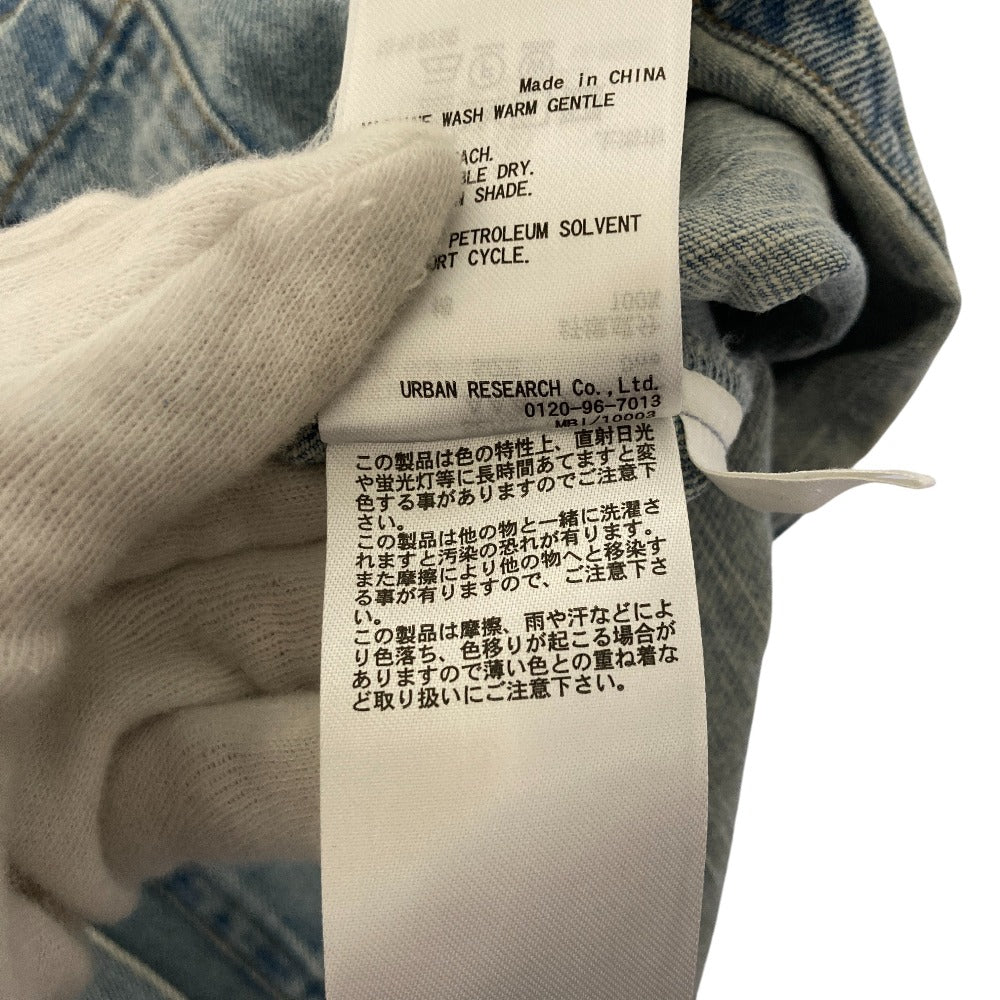 Made in CHINA
WASH WARM GENTLE
DRY.
SHADE.
PETROLEUM SOLVENT
CYCLE.
URBAN RESEARCH Co.,Ltd.
0120-96-7013
MBI/10003
この製品は色の特性上、直射日光
や蛍光灯等に長時間あてますと変
色する事がありますのでご注意下
さい。
この製品は他の物と一緒に洗濯さ
れますと汚染の恐れが有ります。
また摩擦により他の物へと移染す
る事が有りますので、ご注意下さ
い。
この製品は摩擦、雨や汗などによ
り色落ち、色移りが起こる場合が
ありますので薄い色との重ね着な
ど取り扱いにご注意下さい。